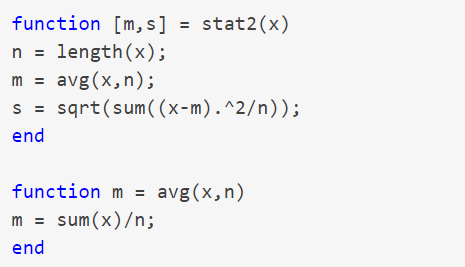 function [m,s] = stat2(x)
n = length(x);
m = avg(x,n);
s = sqrt(sum((x-m).^2/n));
end

function m = avg(x,n)
m = sum(x)/n;
end